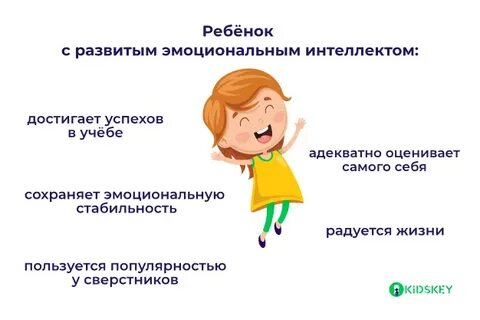 Ребёнок
с развитым эмоциональным интеллектом:
достигает успехов
в учёбе
адекватно оценивает
самого себя
сохраняет эмоциональную
стабильность
радуется жизни
пользуется популярностью
у сверстников
KiDSKEY